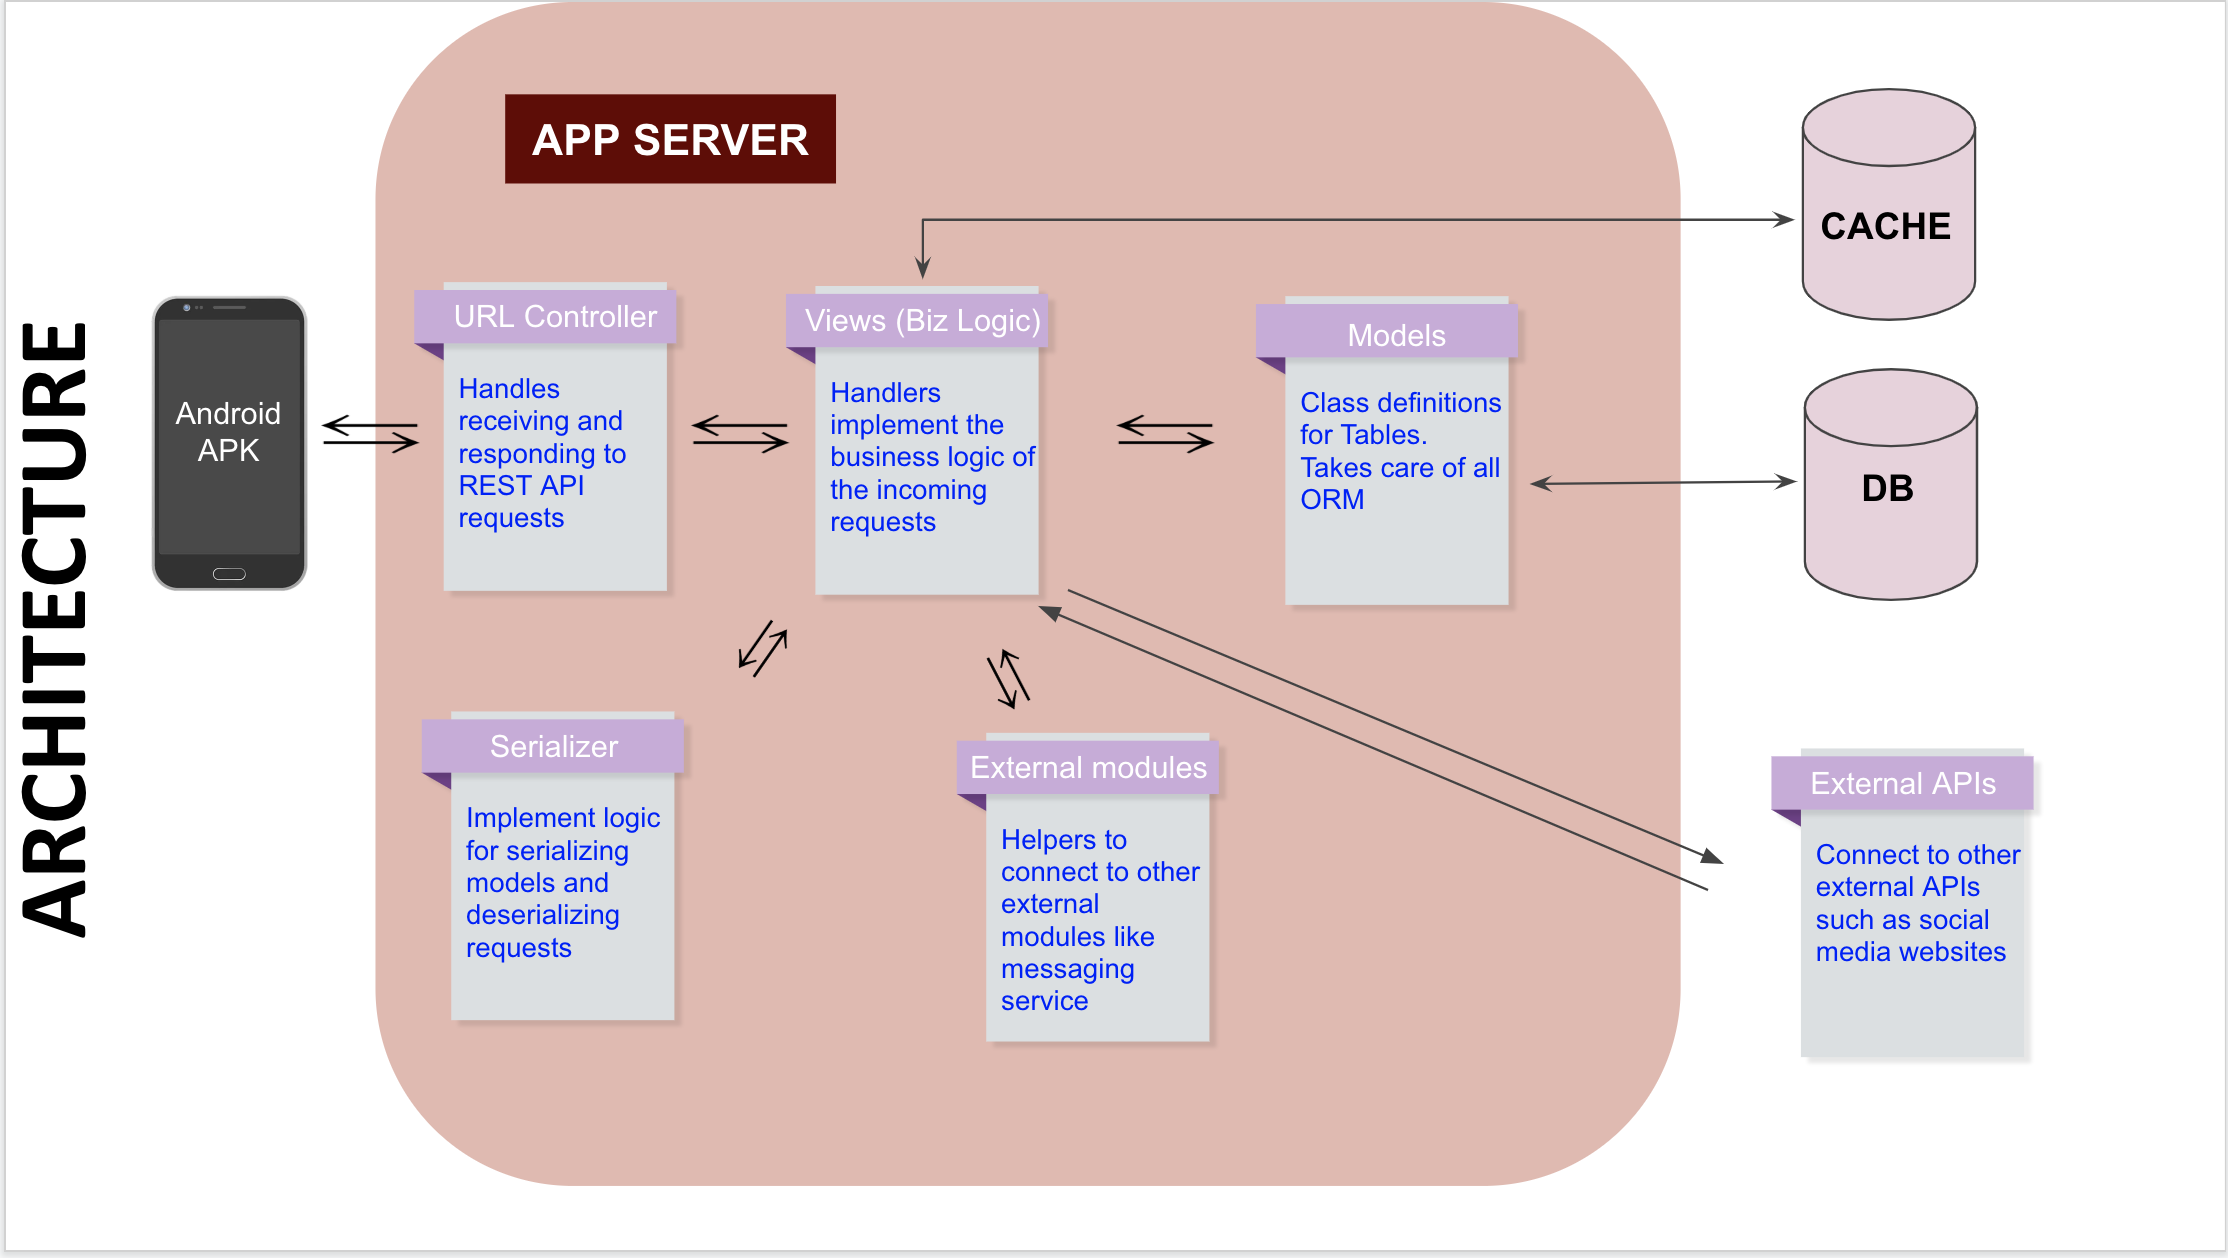 ARCHITECTURE
APP SERVER
CACHE
DB
Android
APK
URL Controller
Handles
receiving and
responding to
REST API
requests
Views (Biz Logic)
Handlers
implement the
business logic of
the incoming
requests
Models
Class definitions
for Tables.
Takes care of all
ORM
Serializer
Implement logic
for serializing
models and
deserializing
requests
External modules
Helpers to
connect to other
external
modules like
messaging
service
External APIs
Connect to other
external APIs
such as social
media websites